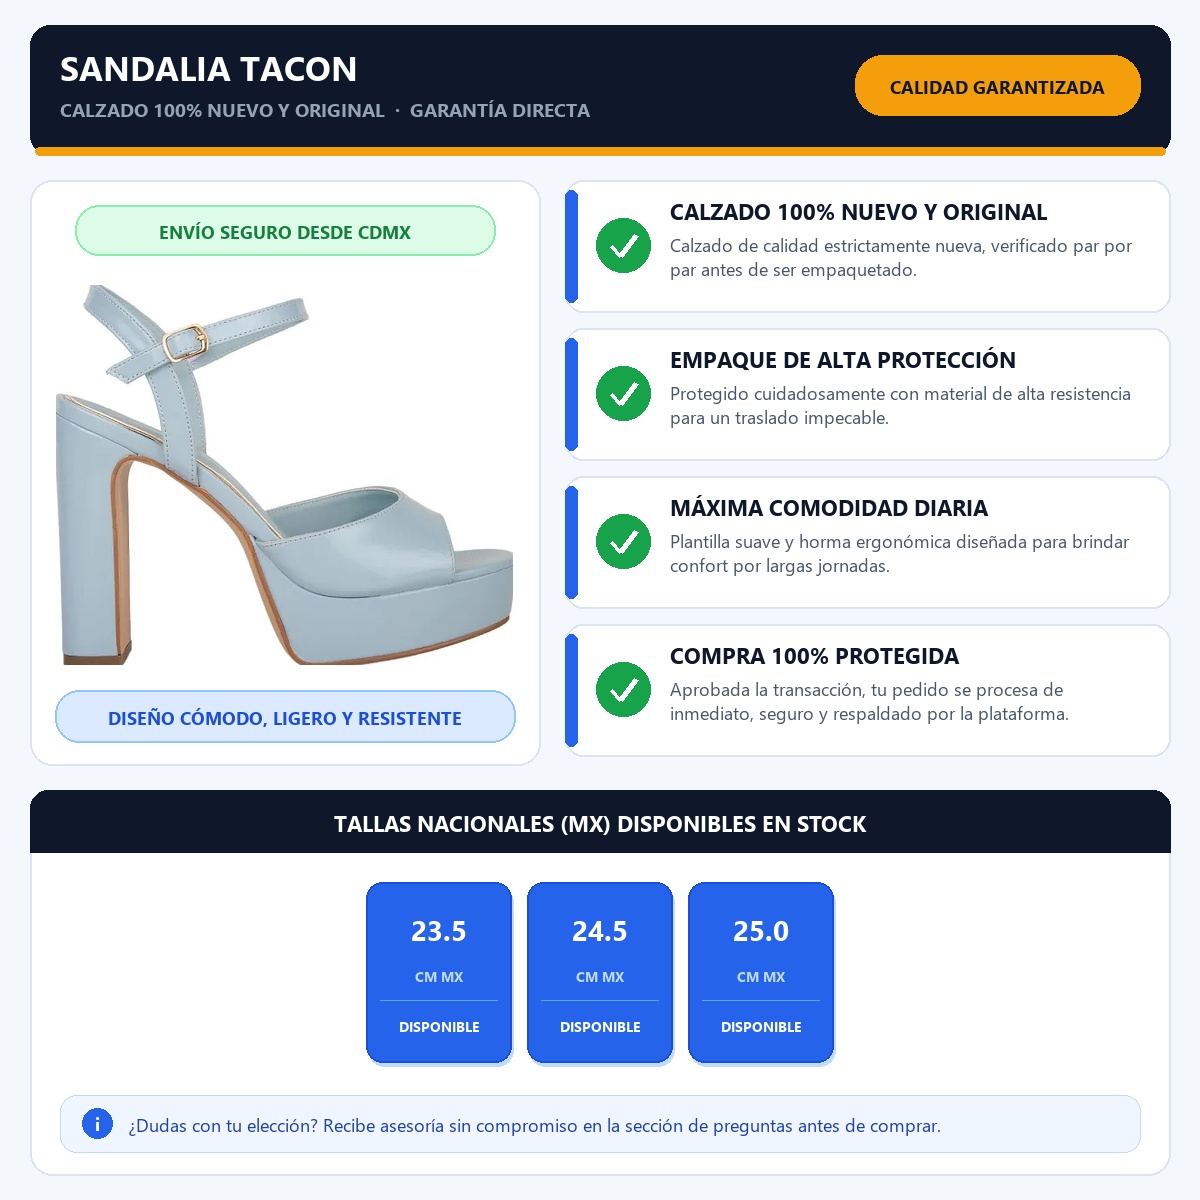 SANDALIA TACON
CALZADO 100% NUEVO Y ORIGINAL · GARANTÍA DIRECTA
CALIDAD GARANTIZADA
ENVÍO SEGURO DESDE CDMX
DISEÑO CÓMODO, LIGERO Y RESISTENTE
CALZADO 100% NUEVO Y ORIGINAL
Calzado de calidad estrictamente nueva, verificado par por
par antes de ser empaquetado.
EMPAQUE DE ALTA PROTECCIÓN
Protegido cuidadosamente con material de alta resistencia
para un traslado impecable.
MÁXIMA COMODIDAD DIARIA
Plantilla suave y horma ergonómica diseñada para brindar
confort por largas jornadas.
COMPRA 100% PROTEGIDA
Aprobada la transacción, tu pedido se procesa de
inmediato, seguro y respaldado por la plataforma.
TALLAS NACIONALES (MX) DISPONIBLES EN STOCK
23.5
CM MX
DISPONIBLE
24.5
CM MX
DISPONIBLE
25.0
CM MX
DISPONIBLE
¿Dudas con tu elección? Recibe asesoría sin compromiso en la sección de preguntas antes de comprar.